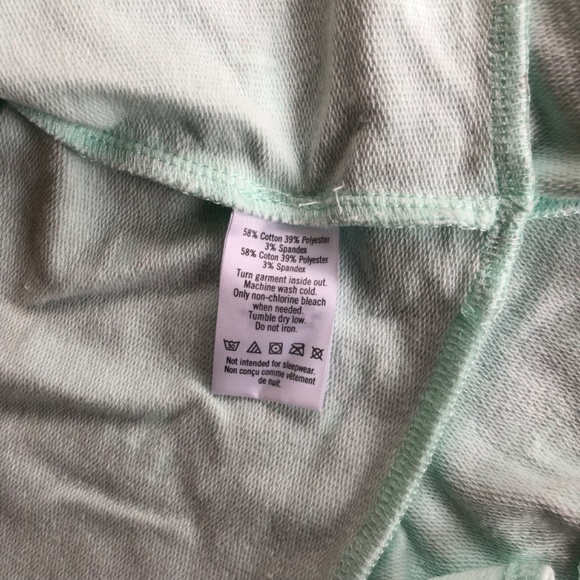 58% Cotton 39% Polyester
3% Spandex
58% Coton 39% Polyester
3% Spandex
Turn garment inside out.
Machine wash cold.
Only non-chlorine bleach
when needed.
Tumble dry low.
Do not iron.
Not intended for sleepwear.
Non conçu comme vêtement
de nuit.